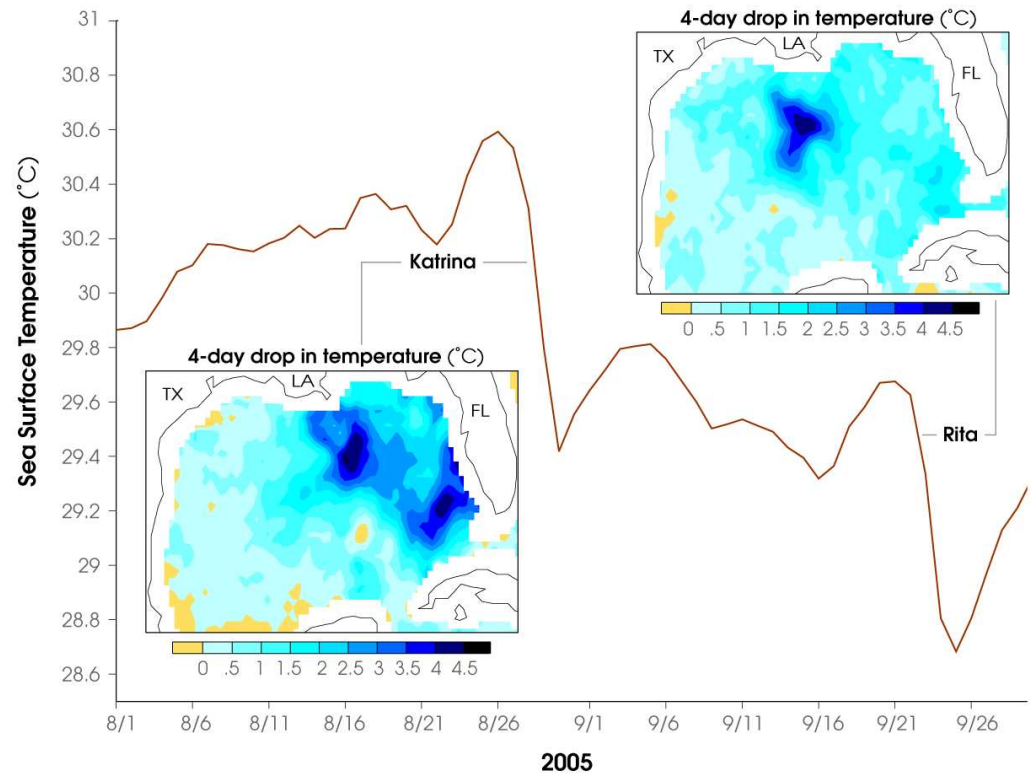 31
30.8
30.6
30.4
30.2
30
29.8
29.6
29.4
29.2
29
28.8
28.6
Sea Surface Temperature (˚C)
4-day drop in temperature (˚C)
TX
LA
FL
0 .5 1 1.5 2 2.5 3 3.5 4 4.5
Katrina
4-day drop in temperature (˚C)
TX
LA
FL
0 .5 1 1.5 2 2.5 3 3.5 4 4.5
Rita
8/1 8/6 8/11 8/16 8/21 8/26 9/1 9/6 9/11 9/16 9/21 9/26
2005